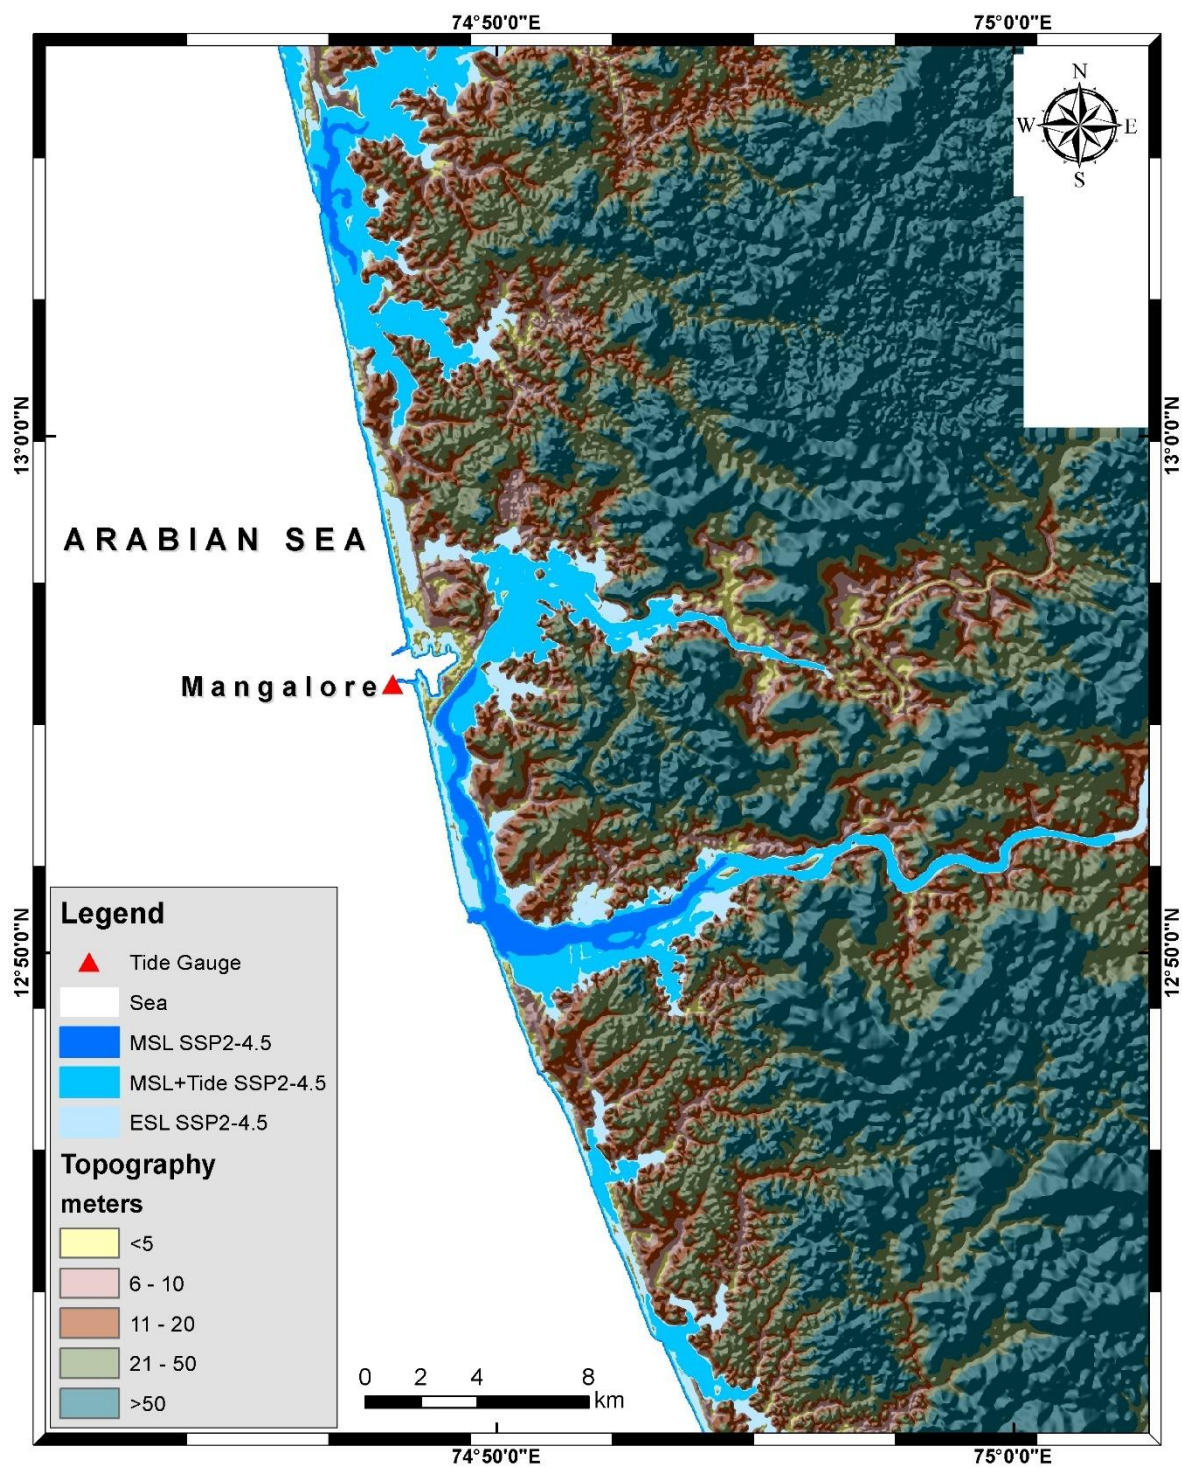 74°50'0"E
75°0'0"E
N
W
E
S
13°0'0"N
13°0'0"N
ARABIAN SEA
Mangalore
12°50'0"N
12°50'0"N
Legend
Tide Gauge
Sea
MSL SSP2-4.5
MSL+Tide SSP2-4.5
ESL SSP2-4.5
Topography
meters
<5
6 - 10
11 - 20
21 - 50
>50
0 2 4 8
km
74°50'0"E
75°0'0"E